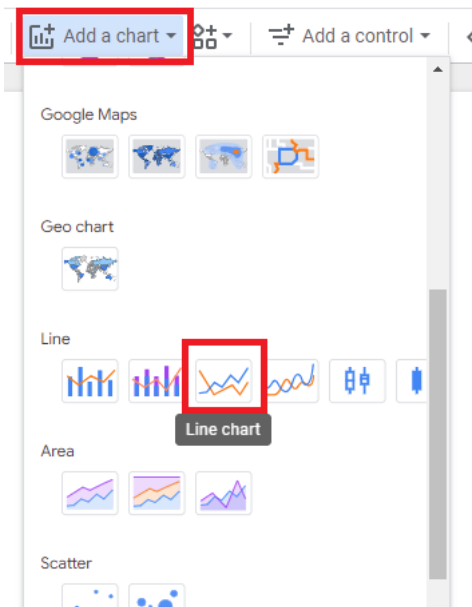 Add a chart
Add a control
Google Maps
Geo chart
Line
Line chart
Area
Scatter